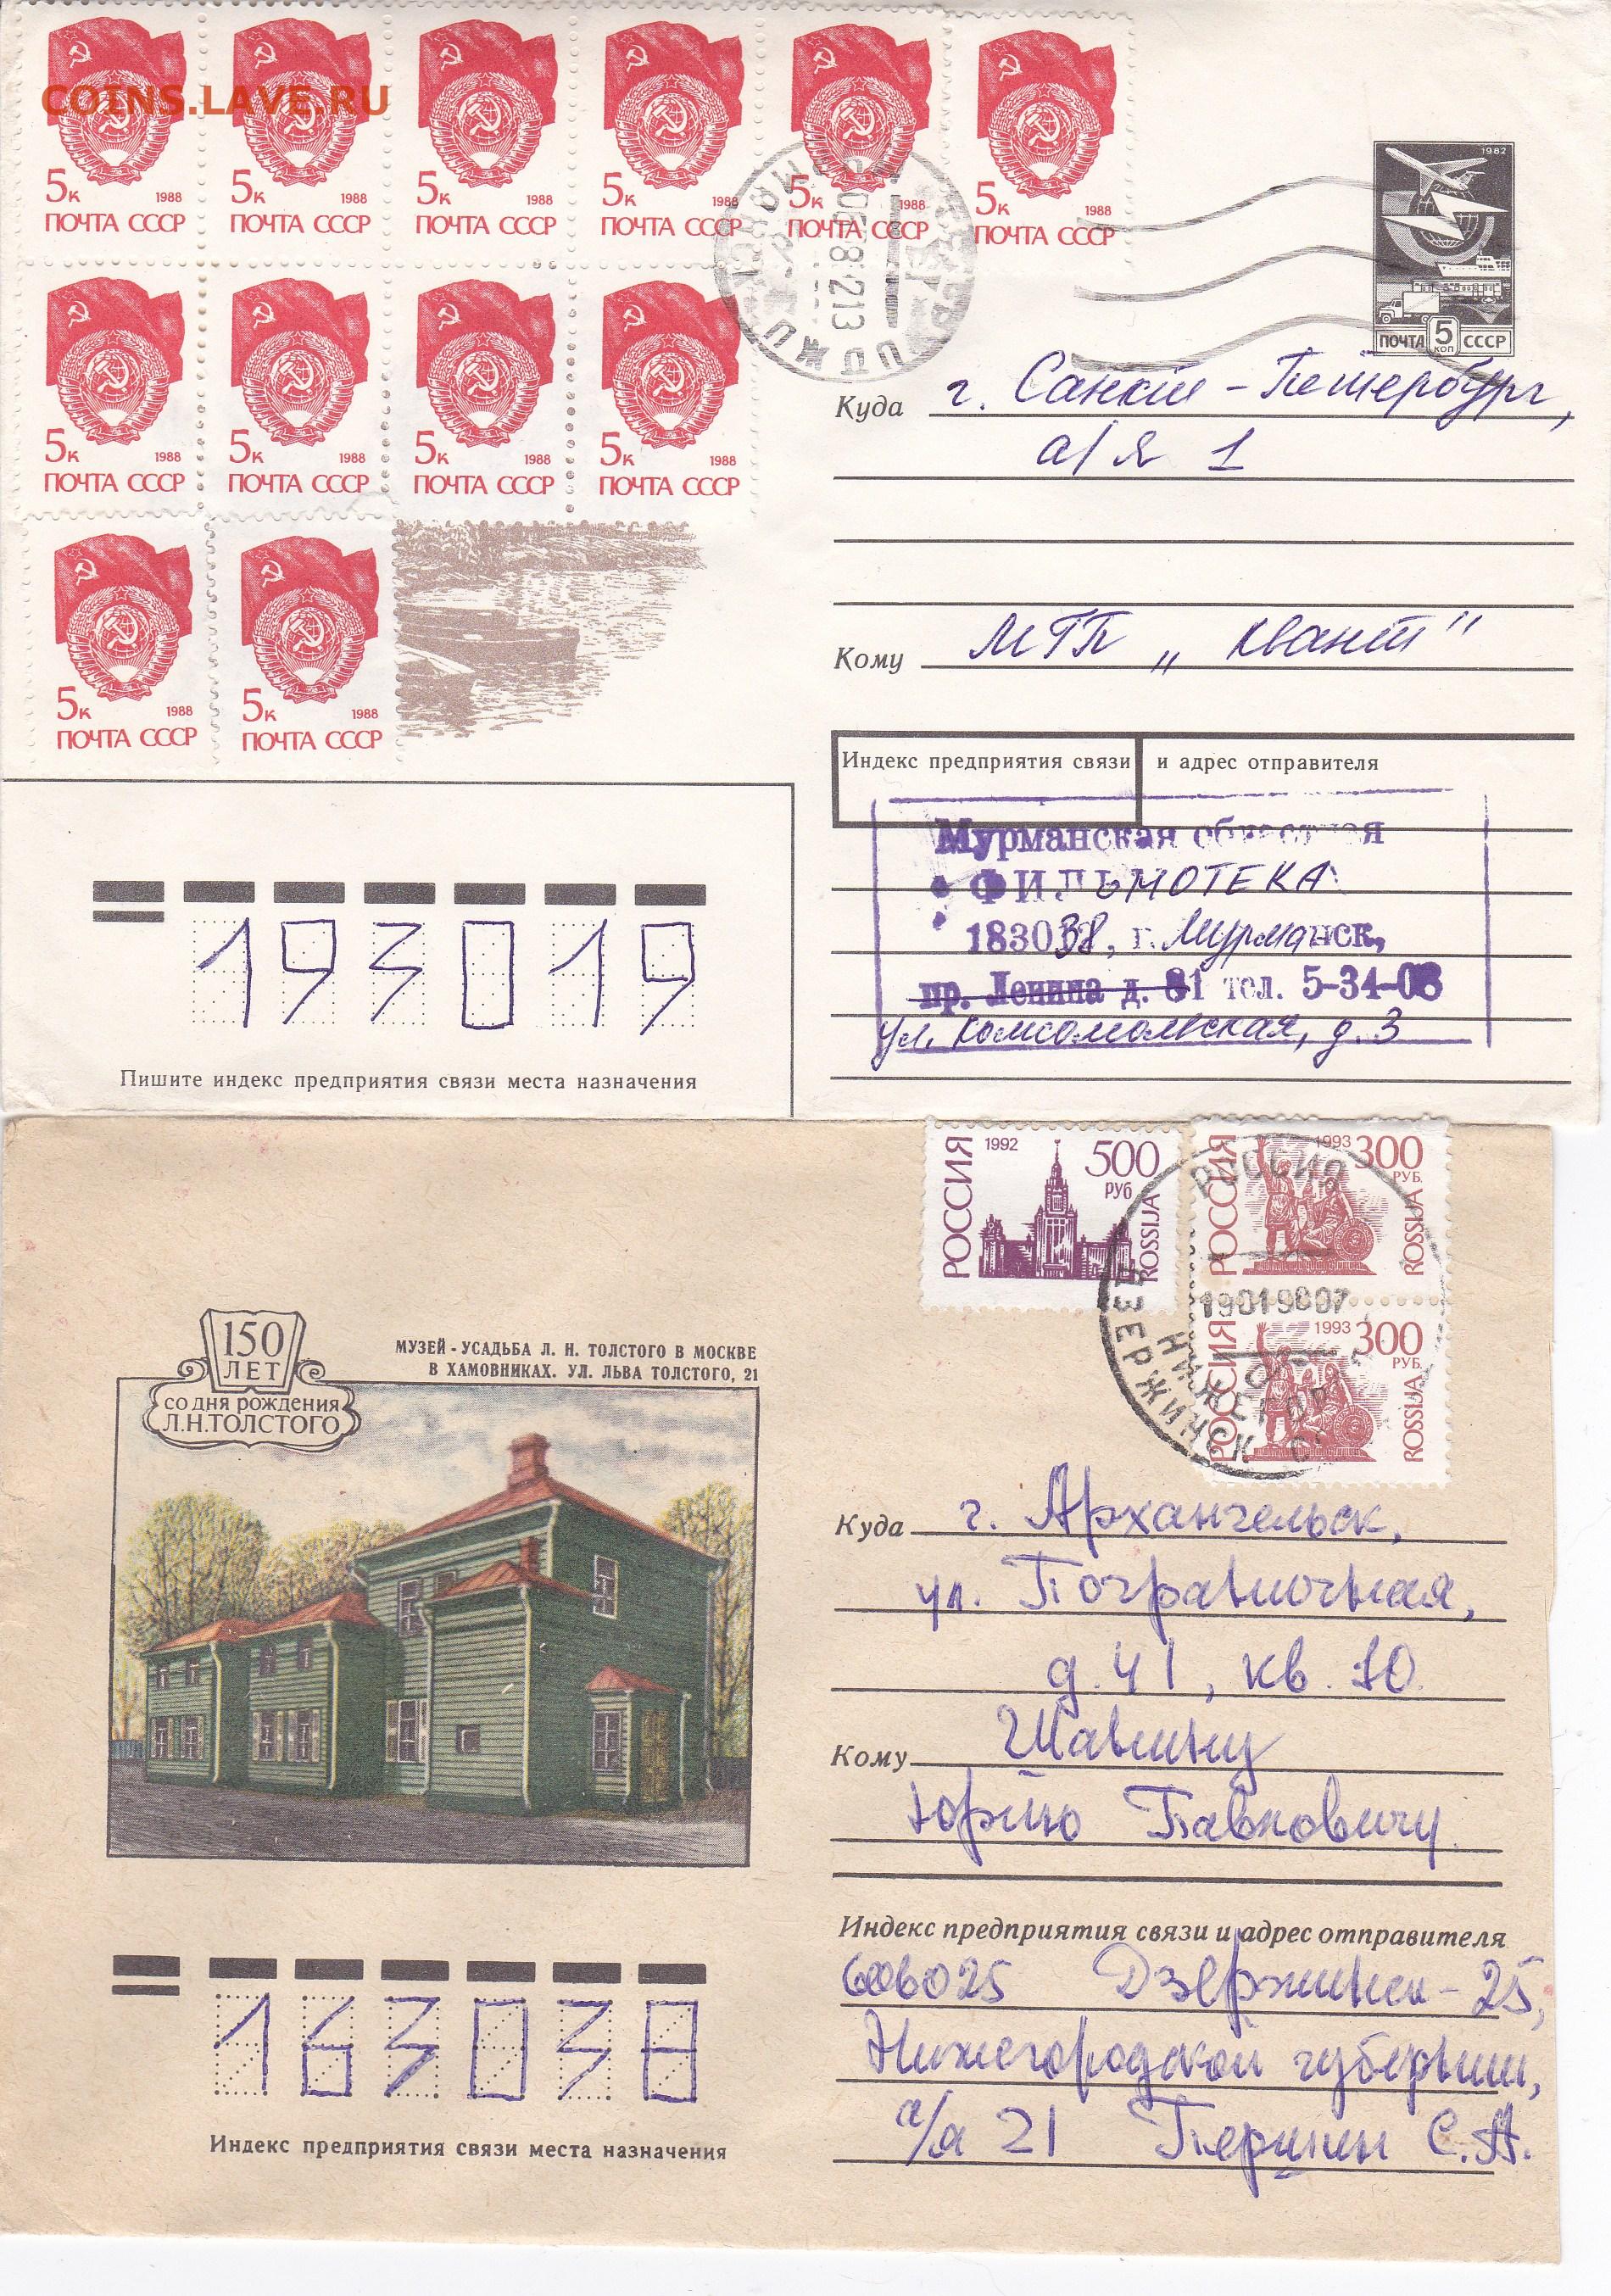 COINS.LAVE.RU
5к 1988 ПОЧТА СССР
5к 1988 ПОЧТА СССР
5к 1988 ПОЧТА СССР
5к 1988 ПОЧТА СССР
5к 1988 ПОЧТА СССР
5к 1988 ПОЧТА СССР
1982
ПОЧТА 5 коп СССР
5к 1988 ПОЧТА СССР
5к 1988 ПОЧТА СССР
5к 1988 ПОЧТА СССР
5к 1988 ПОЧТА СССР
5к 1988 ПОЧТА СССР
5к 1988 ПОЧТА СССР
Куда г. Санкт-Петербург,
а/я 1
Кому МГП „Квант"
Индекс предприятия связи и адрес отправителя
Мурманская областная
ФИЛЬМОТЕКА
183038, г. Мурманск,
пр. Ленина д. 81 тел. 5-34-08
ул. Комсомольская, д. 3
193019
Пишите индекс предприятия связи места назначения
РОССИЯ 1992 500 РУБ ROSSIJA
РОССИЯ 1993 300 РУБ. ROSSIJA
РОССИЯ 1993 300 РУБ. ROSSIJA
РОССИЯ
ДЗЕРЖИНСК
150
ЛЕТ
СО ДНЯ РОЖДЕНИЯ
Л.Н.ТОЛСТОГО
МУЗЕЙ-УСАДЬБА Л. Н. ТОЛСТОГО В МОСКВЕ
В ХАМОВНИКАХ. УЛ. ЛЬВА ТОЛСТОГО, 21
Куда г. Архангельск,
ул. Пограничная,
д. 41, кв. 10.
Кому Шавину
Юрию Павловичу.
Индекс предприятия связи и адрес отправителя
606025 Дзержинск-25,
Нижегородской губернии,
а/я 21 С.А.
163038
Индекс предприятия связи места назначения